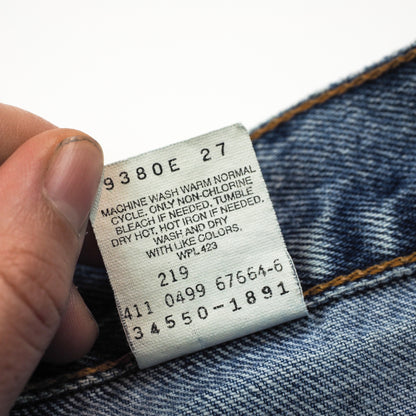 9380E 27
MACHINE WASH WARM NORMAL
CYCLE. ONLY NON-CHLORINE
BLEACH IF NEEDED. TUMBLE
DRY HOT. HOT IRON IF NEEDED.
WASH AND DRY
WITH LIKE COLORS.
WPL 423
219
411 0499 67664-6
34550-1891